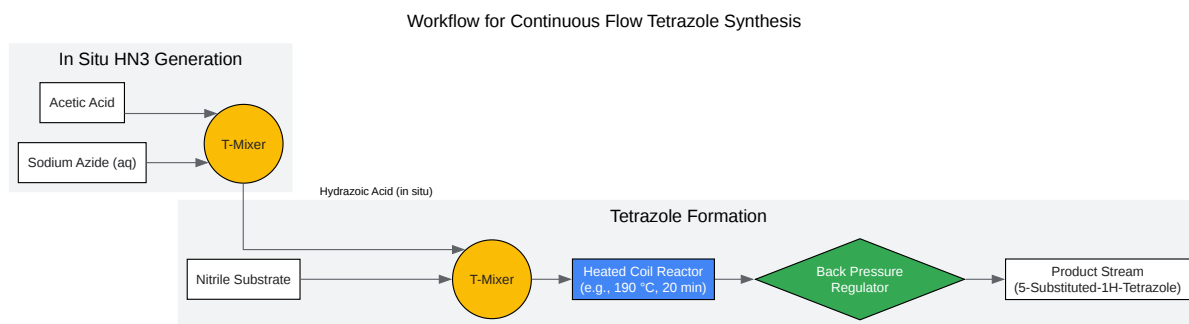 Workflow for Continuous Flow Tetrazole Synthesis
In Situ HN3 Generation
Acetic Acid
T-Mixer
Sodium Azide (aq)
Hydrazoic Acid (in situ)
Tetrazole Formation
Nitrile Substrate
T-Mixer
Heated Coil Reactor
(e.g., 190 °C, 20 min)
Back Pressure
Regulator
Product Stream
(5-Substituted-1H-Tetrazole)